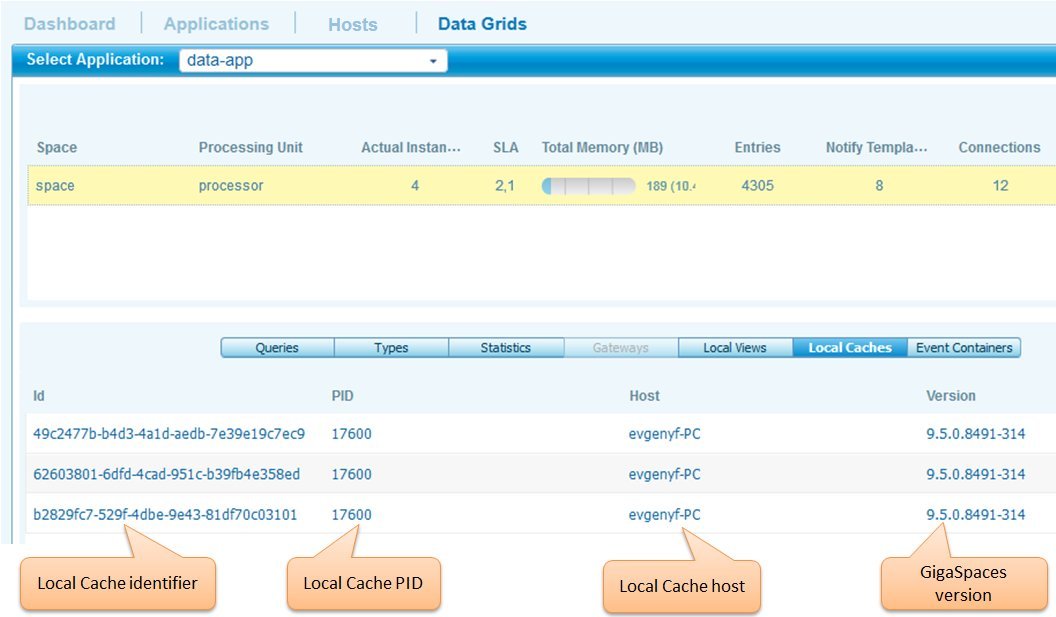 Dashboard Applications Hosts Data Grids
Select Application: data-app
Space Processing Unit Actual Instan... SLA Total Memory (MB) Entries Notify Templa... Connections
space processor 4 2,1 189 (10. 4305 8 12
Queries Types Statistics Gateways Local Views Local Caches Event Containers
Id PID Host Version
49c2477b-b4d3-4a1d-aedb-7e39e19c7ec9 17600 evgenyf-PC 9.5.0.8491-314
62603801-6dfd-4cad-951c-b39fb4e358ed 17600 evgenyf-PC 9.5.0.8491-314
b2829fc7-529f-4dbe-9e43-81df70c03101 17600 evgenyf-PC 9.5.0.8491-314
Local Cache identifier Local Cache PID Local Cache host GigaSpaces
version